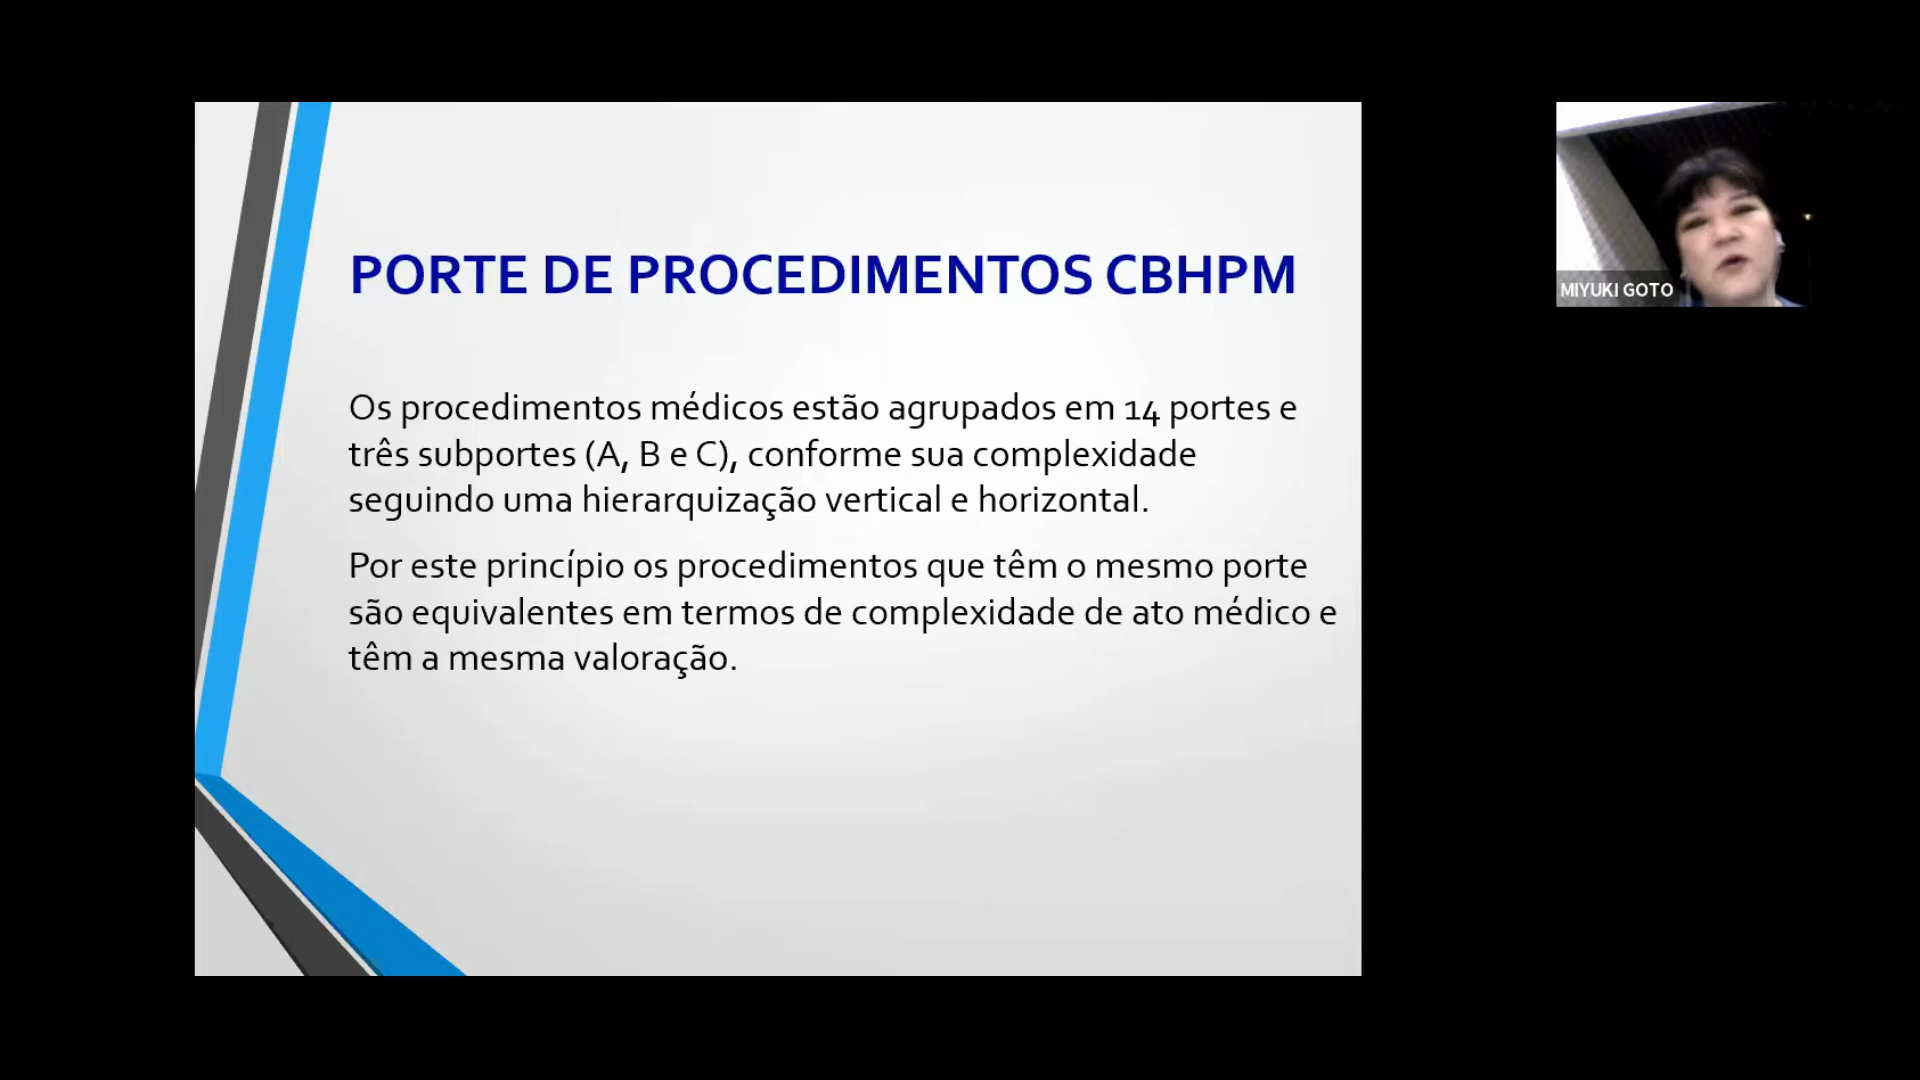 PORTE DE PROCEDIMENTOS CBHPM
Os procedimentos médicos estão agrupados em 14 portes e
três subportes (A, B e C), conforme sua complexidade
seguindo uma hierarquização vertical e horizontal.
Por este princípio os procedimentos que têm o mesmo porte
são equivalentes em termos de complexidade de ato médico e
têm a mesma valoração.
MIYUKI GOTO